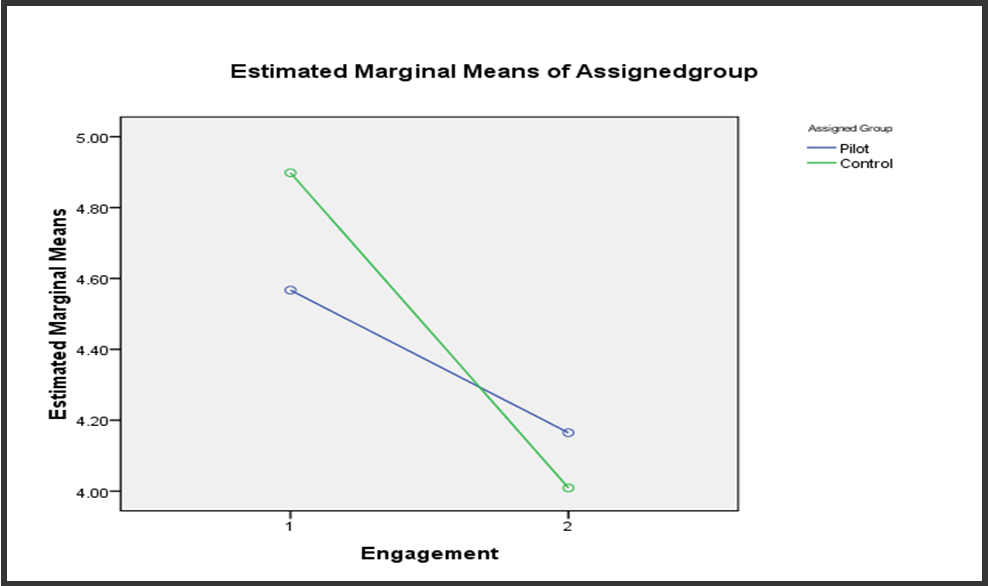 Estimated Marginal Means of Assignedgroup
Estimated Marginal Means
5.00
4.80
4.60
4.40
4.20
4.00
1
2
Engagement
Assigned Group
Pilot
Control